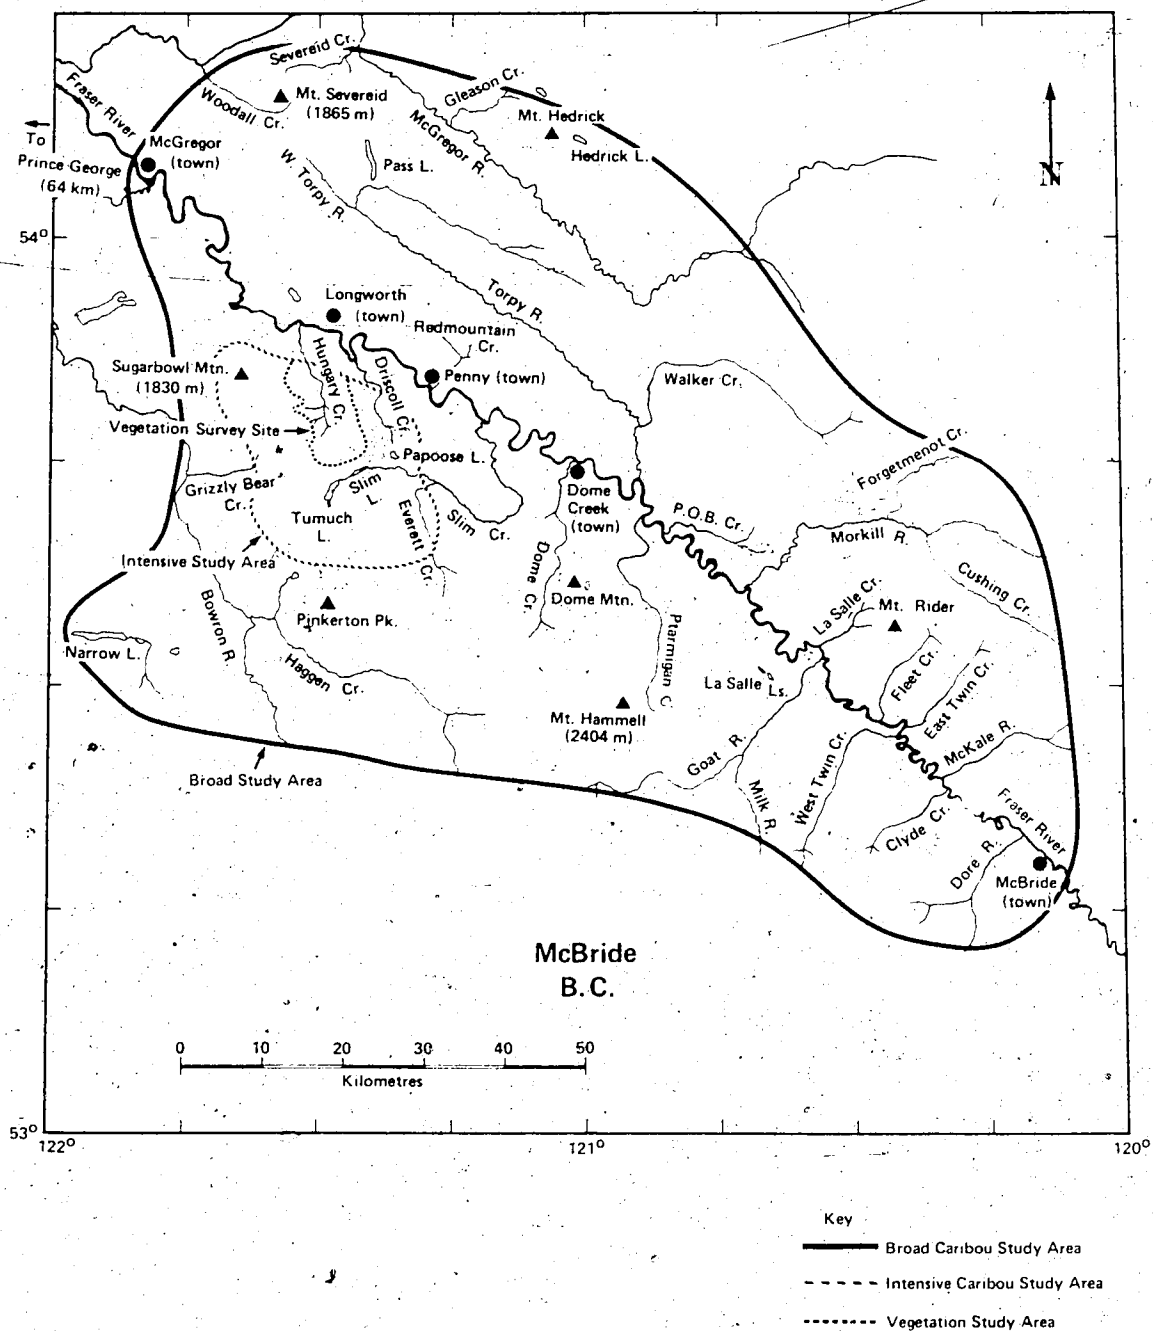 Severeid Cr.
Gleason Cr.
Fraser River
Woodall Cr.
Mt. Severeid
(1865 m)
McGregor R.
Mt. Hedrick
Hedrick L.
To
Prince George
(64 km)
McGregor
(town)
Pass L.
W. Torpy R.
N
54°
Torpy R.
Longworth
(town)
Redmountain
Cr.
Sugarbowl Mtn.
(1830 m)
Hungary Cr.
Driscoll Cr.
Penny (town)
Walker Cr.
Vegetation Survey Site
Papoose L.
Forgetmenot Cr.
Grizzly Bear
Cr.
Slim
L.
Tumuch
L.
Everett Cr.
Slim Cr.
Dome
Creek
(town)
P.O.B. Cr.
Morkill R.
Intensive Study Area
Dome Cr.
Dome Mtn.
Cushing Cr.
La Salle Cr.
Mt. Rider
Bowron R.
Pinkerton Pk.
Ptarmigan C
Narrow L.
Haggen Cr.
La Salle Ls.
Fleet Cr.
East Twin Cr.
Mt. Hammell
(2404 m)
Goat R.
McKale R.
Broad Study Area
Milk R.
West Twin Cr.
Clyde Cr.
Fraser River
Dore R.
McBride
(town)
McBride
B.C.
0 10 20 30 40 50
Kilometres
53°
122° 121° 120°
Key
Broad Caribou Study Area
Intensive Caribou Study Area
Vegetation Study Area